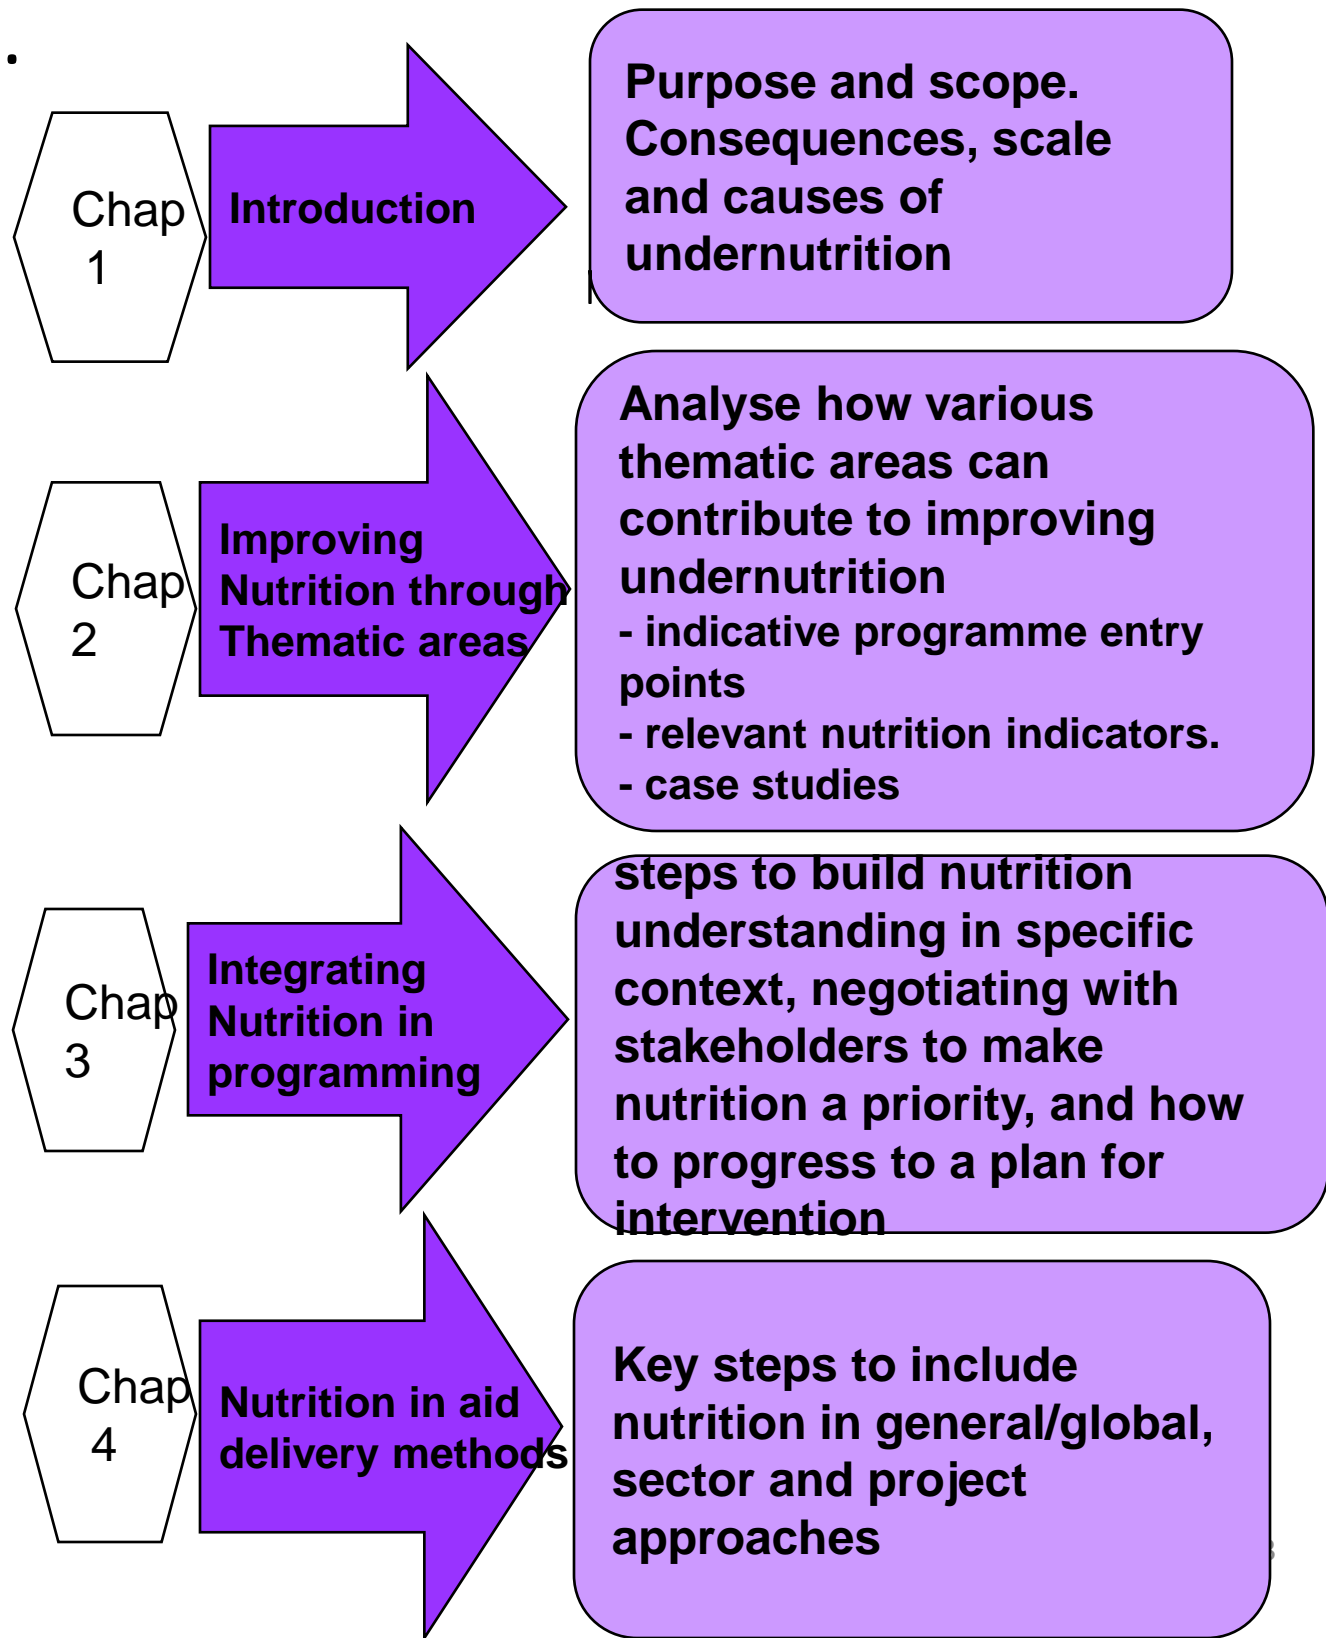 .
Chap
1
Introduction
Purpose and scope.
Consequences, scale
and causes of
undernutrition
Chap
2
Improving
Nutrition through
Thematic areas
Analyse how various
thematic areas can
contribute to improving
undernutrition
- indicative programme entry
points
- relevant nutrition indicators.
- case studies
Chap
3
Integrating
Nutrition in
programming
steps to build nutrition
understanding in specific
context, negotiating with
stakeholders to make
nutrition a priority, and how
to progress to a plan for
intervention
Chap
4
Nutrition in aid
delivery methods
Key steps to include
nutrition in general/global,
sector and project
approaches